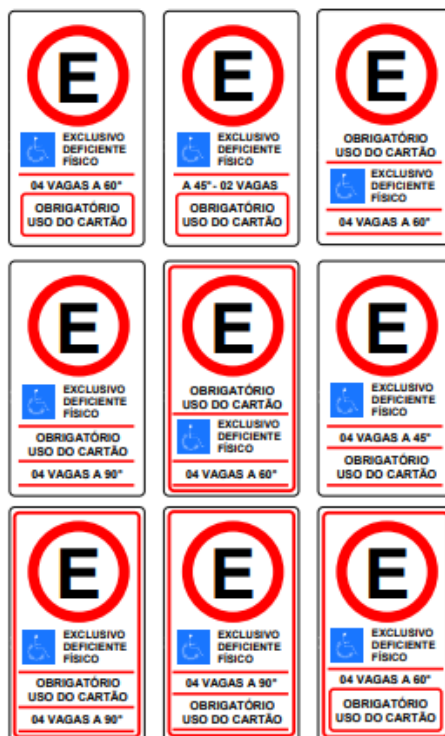 E
EXCLUSIVO
DEFICIENTE
FÍSICO
04 VAGAS A 60°
OBRIGATÓRIO
USO DO CARTÃO
E
EXCLUSIVO
DEFICIENTE
FÍSICO
A 45°- 02 VAGAS
OBRIGATÓRIO
USO DO CARTÃO
E
OBRIGATÓRIO
USO DO CARTÃO
EXCLUSIVO
DEFICIENTE
FÍSICO
04 VAGAS A 60°
E
EXCLUSIVO
DEFICIENTE
FÍSICO
OBRIGATÓRIO
USO DO CARTÃO
04 VAGAS A 90°
E
OBRIGATÓRIO
USO DO CARTÃO
EXCLUSIVO
DEFICIENTE
FÍSICO
04 VAGAS A 60°
E
EXCLUSIVO
DEFICIENTE
FÍSICO
04 VAGAS A 45°
OBRIGATÓRIO
USO DO CARTÃO
E
EXCLUSIVO
DEFICIENTE
FÍSICO
OBRIGATÓRIO
USO DO CARTÃO
04 VAGAS A 90°
E
EXCLUSIVO
DEFICIENTE
FÍSICO
04 VAGAS A 90°
OBRIGATÓRIO
USO DO CARTÃO
E
EXCLUSIVO
DEFICIENTE
FÍSICO
04 VAGAS A 60°
OBRIGATÓRIO
USO DO CARTÃO